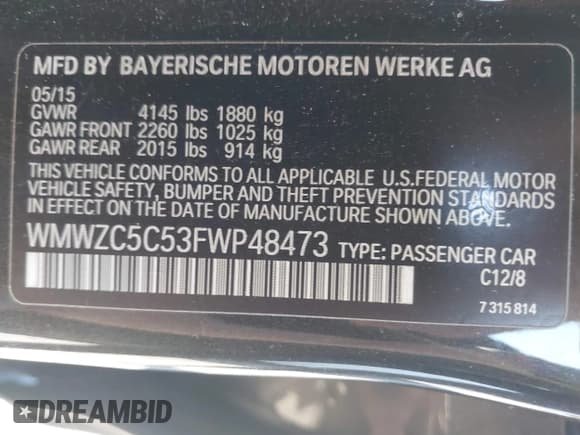 MFD BY BAYERISCHE MOTOREN WERKE AG
05/15
GVWR 4145 lbs 1880 kg
GAWR FRONT 2260 lbs 1025 kg
GAWR REAR 2015 lbs 914 kg
THIS VEHICLE CONFORMS TO ALL APPLICABLE U.S.FEDERAL MOTOR
VEHICLE SAFETY, BUMPER AND THEFT PREVENTION STANDARDS
IN EFFECT ON THE DATE OF MANUFACTURE SHOWN ABOVE.
WMWZC5C53FWP48473 TYPE: PASSENGER CAR
C12/8
7 315 814
DREAMBID